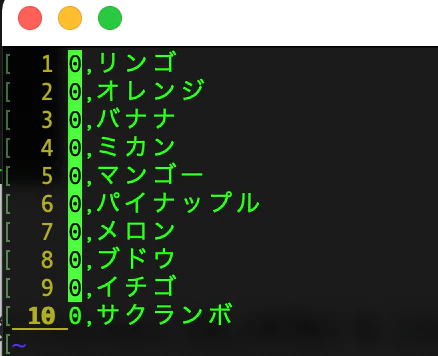 1 0,リンゴ
2 0,オレンジ
3 0,バナナ
4 0,ミカン
5 0,マンゴー
6 0,パイナップル
7 0,メロン
8 0,ブドウ
9 0,イチゴ
10 0,サクランボ
~